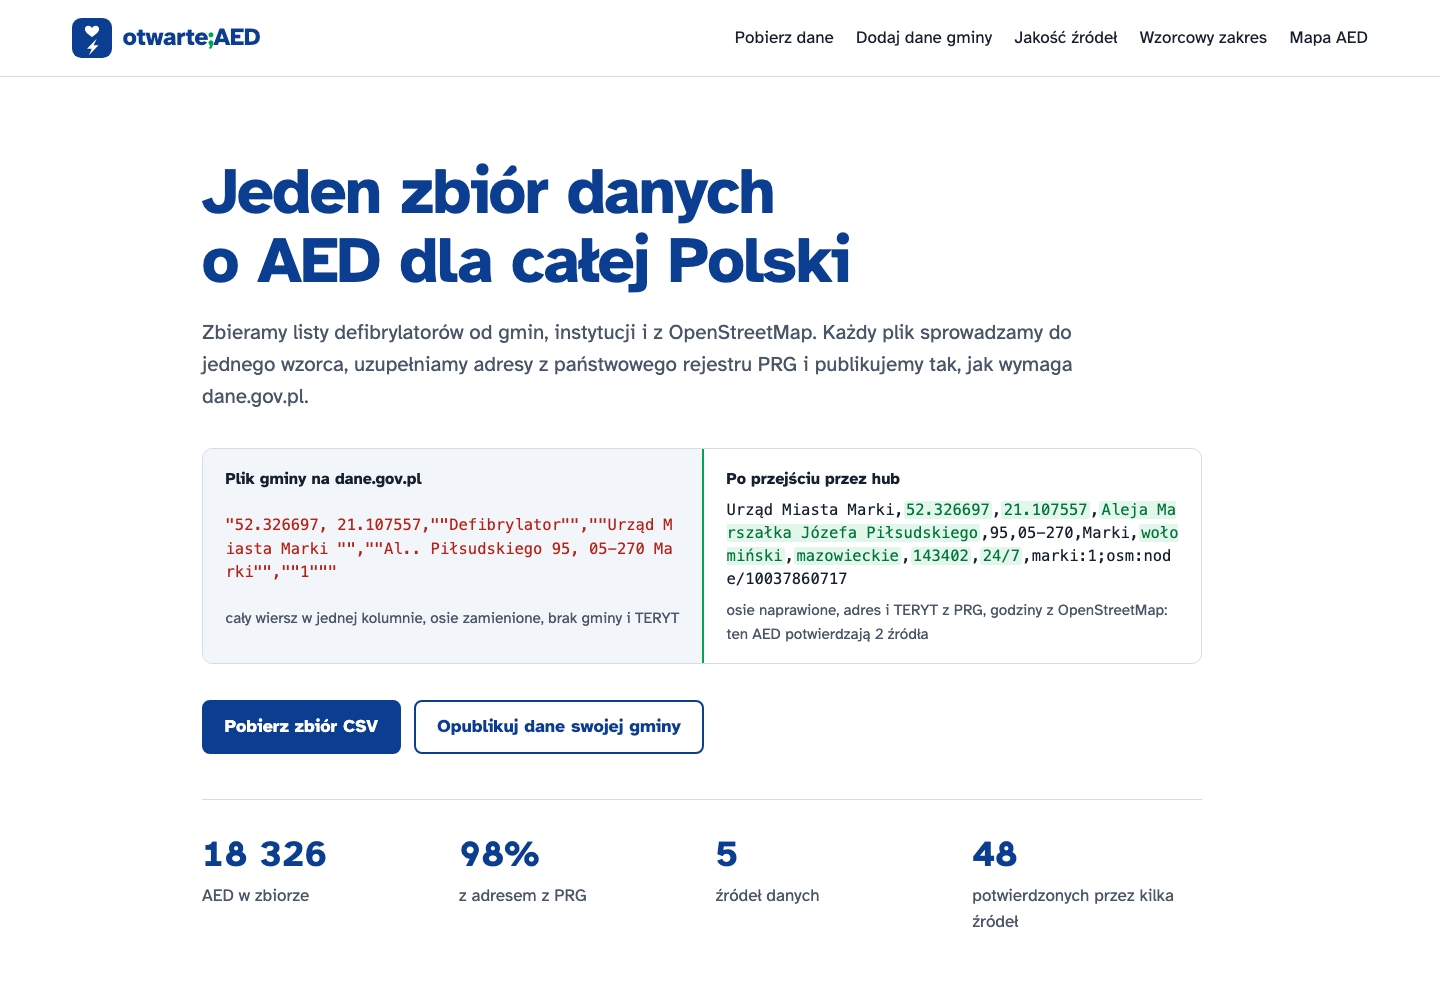 otwarte;AED
Pobierz dane Dodaj dane gminy Jakość źródeł Wzorcowy zakres Mapa AED
Jeden zbiór danych
o AED dla całej Polski
Zbieramy listy defibrylatorów od gmin, instytucji i z OpenStreetMap. Każdy plik sprowadzamy do
jednego wzorca, uzupełniamy adresy z państwowego rejestru PRG i publikujemy tak, jak wymaga
dane.gov.pl.
Plik gminy na dane.gov.pl
"52.326697, 21.107557,""Defibrylator"",""Urząd M
iasta Marki "",""Al.. Piłsudskiego 95, 05-270 Ma
rki"",""1"""
cały wiersz w jednej kolumnie, osie zamienione, brak gminy i TERYT
Po przejściu przez hub
Urząd Miasta Marki,52.326697,21.107557,Aleja Ma
rszałka Józefa Piłsudskiego,95,05-270,Marki,woło
miński,mazowieckie,143402,24/7,marki:1;osm:nod
e/10037860717
osie naprawione, adres i TERYT z PRG, godziny z OpenStreetMap:
ten AED potwierdzają 2 źródła
Pobierz zbiór CSV
Opublikuj dane swojej gminy
18 326
AED w zbiorze
98%
z adresem z PRG
5
źródeł danych
48
potwierdzonych przez kilka
źródeł